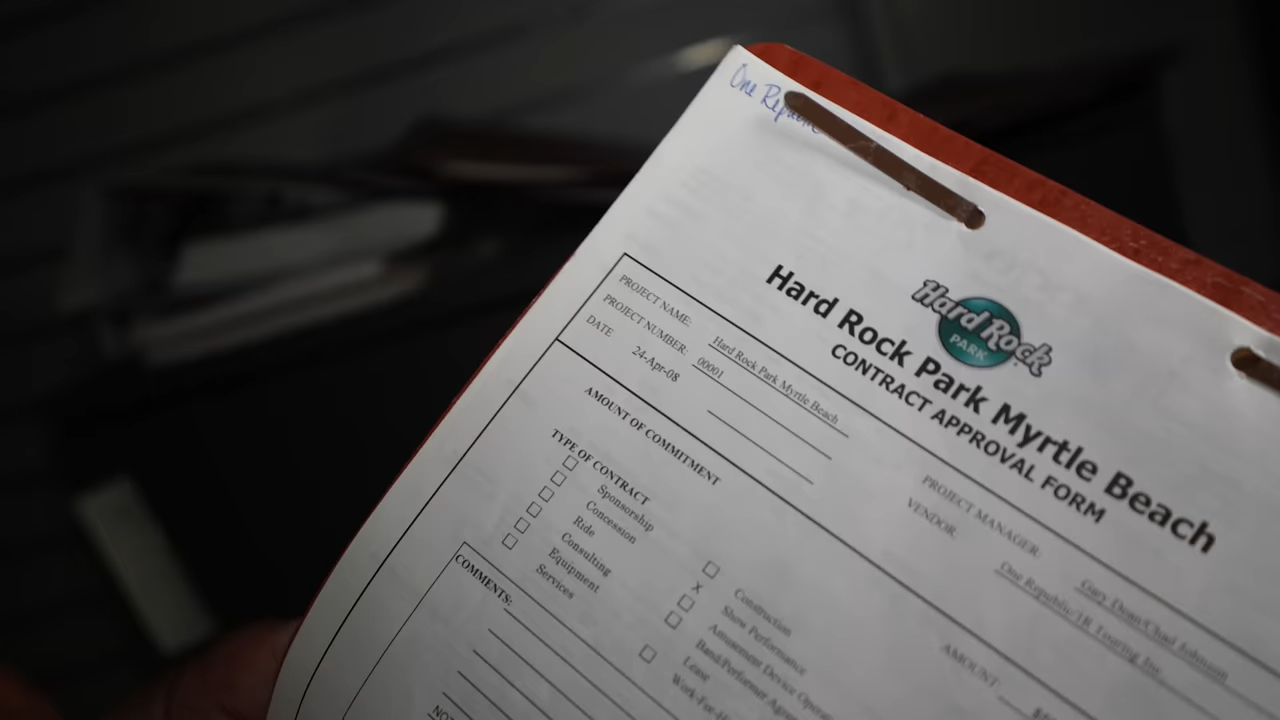 One Republic
Hard Rock
PARK
Hard Rock Park Myrtle Beach
CONTRACT APPROVAL FORM
PROJECT NAME: Hard Rock Park Myrtle Beach
PROJECT NUMBER: 00001
DATE 24-Apr-08
PROJECT MANAGER: Gary Dunn/Chad Johnson
VENDOR: One Republic/1R Touring Inc.
AMOUNT OF COMMITMENT
AMOUNT
TYPE OF CONTRACT
Sponsorship
Concession
Ride
Consulting
Equipment
Services
Construction
X Show Performance
Amusement Device
Band/Performer
Lease
COMMENTS: